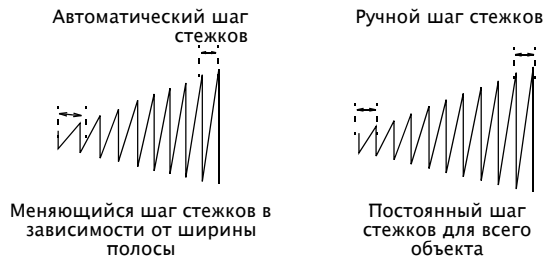 Автоматический шаг
стежков
Ручной шаг стежков
Меняющийся шаг стежков в
зависимости от ширины
полосы
Постоянный шаг
стежков для всего
объекта